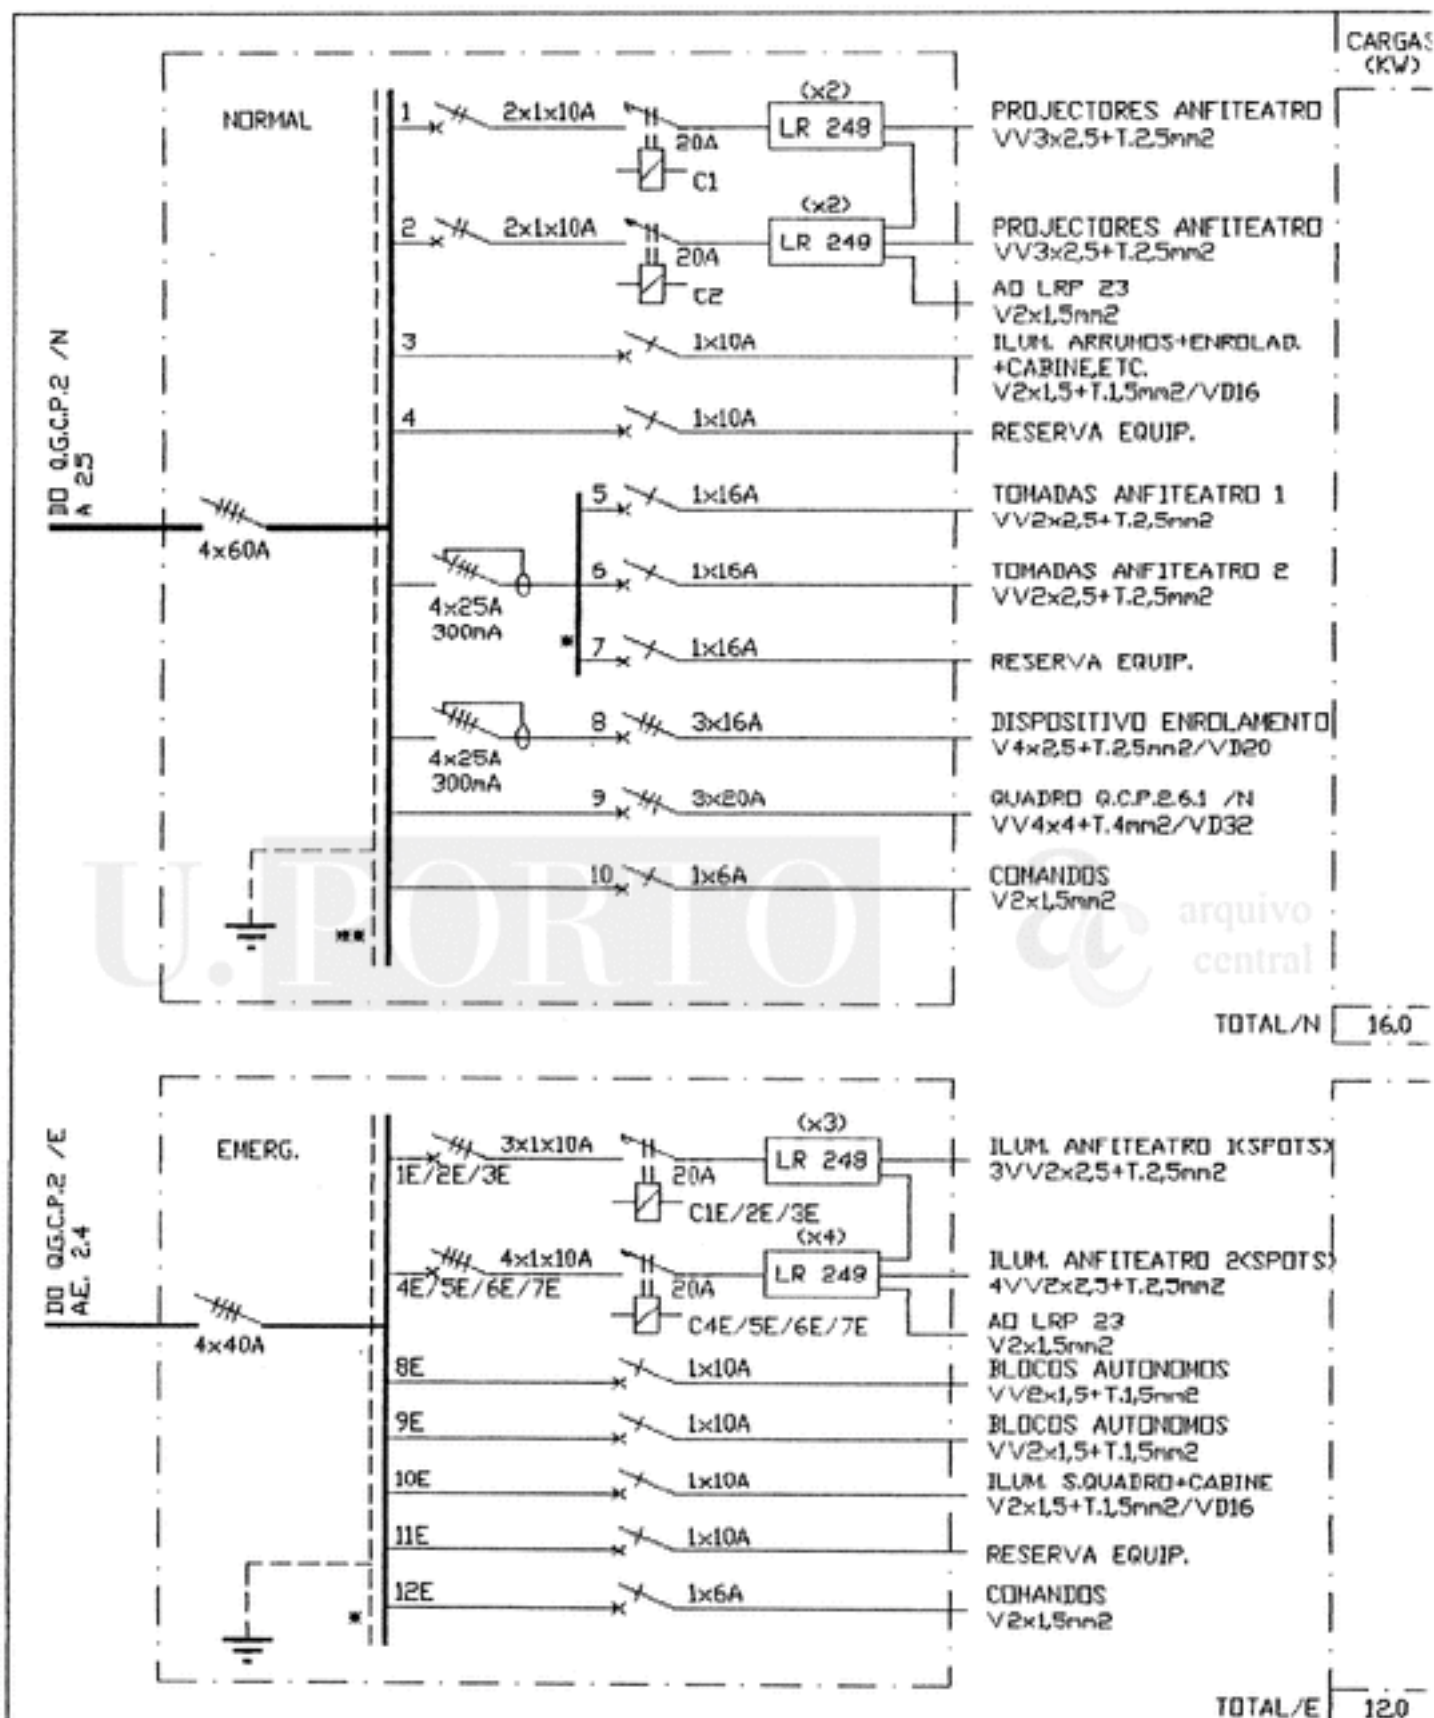 CARGAS
(KW)
NORMAL
DO Q.G.C.P.2 /N
A 2.5
4x60A
1
2x1x10A
20A
C1
(x2)
LR 249
PROJECTORES ANFITEATRO
VV3x2,5+T.2,5mm2
2
2x1x10A
20A
C2
(x2)
LR 249
PROJECTORES ANFITEATRO
VV3x2,5+T.2,5mm2
AO LRP 23
V2x1,5mm2
3
1x10A
ILUM. ARRUMOS+ENROLAD.
+CABINE,ETC.
V2x1,5+T.1,5mm2/VD16
4
1x10A
RESERVA EQUIP.
5
1x16A
TOMADAS ANFITEATRO 1
VV2x2,5+T.2,5mm2
4x25A
300mA
6
1x16A
TOMADAS ANFITEATRO 2
VV2x2,5+T.2,5mm2
*
7
1x16A
RESERVA EQUIP.
4x25A
300mA
8
3x16A
DISPOSITIVO ENROLAMENTO
V4x2,5+T.2,5mm2/VD20
9
3x20A
QUADRO Q.C.P.2.6.1 /N
VV4x4+T.4mm2/VD32
10
1x6A
COMANDOS
V2x1,5mm2
**
U. PORTO
ac
arquivo
central
TOTAL/N
16.0
EMERG.
DO Q.G.C.P.2 /E
AE. 2.4
4x40A
3x1x10A
1E/2E/3E
20A
C1E/2E/3E
(x3)
LR 249
ILUM. ANFITEATRO 1(SPOTS)
3VV2x2,5+T.2,5mm2
4x1x10A
4E/5E/6E/7E
20A
C4E/5E/6E/7E
(x4)
LR 249
ILUM. ANFITEATRO 2(SPOTS)
4VV2x2,5+T.2,5mm2
AO LRP 23
V2x1,5mm2
8E
1x10A
BLOCOS AUTONOMOS
VV2x1,5+T.1,5mm2
9E
1x10A
BLOCOS AUTONOMOS
VV2x1,5+T.1,5mm2
10E
1x10A
ILUM. S.QUADRO+CABINE
V2x1,5+T.1,5mm2/VD16
11E
1x10A
RESERVA EQUIP.
12E
1x6A
COMANDOS
V2x1,5mm2
*
TOTAL/E
12.0